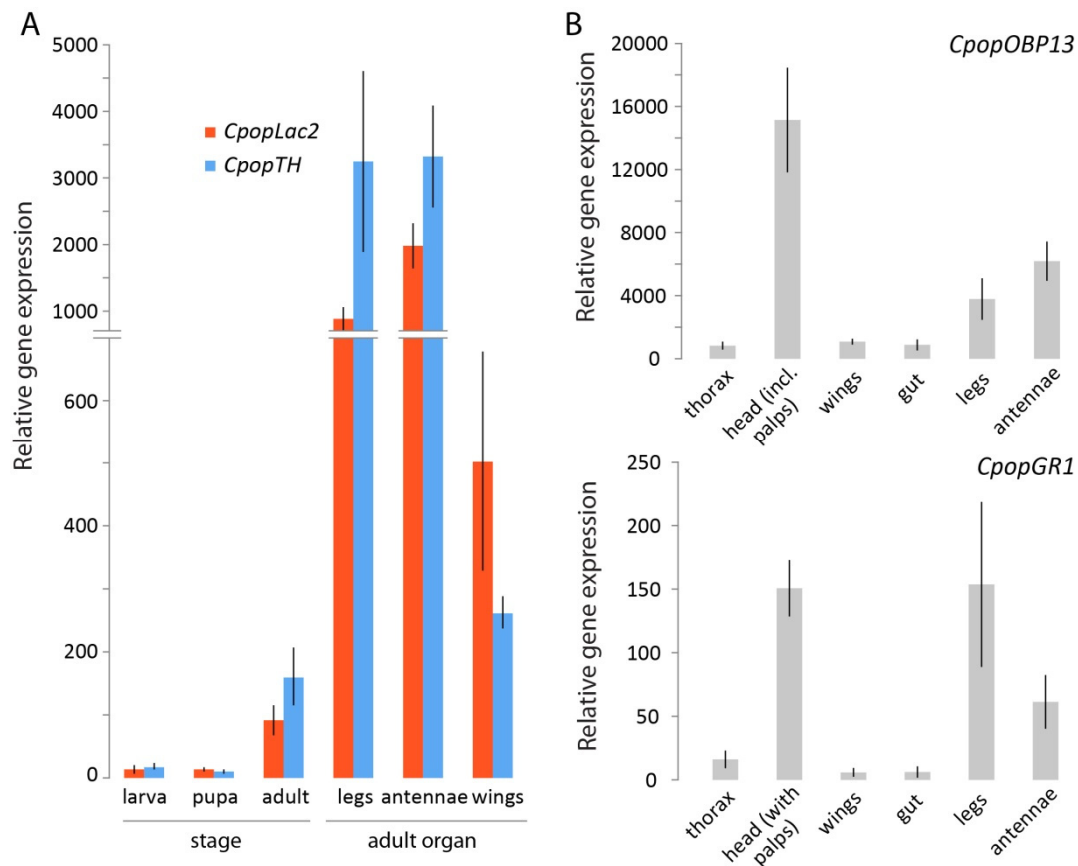 A
Relative gene expression
5000
4000
3000
2000
1000
600
400
200
0
CpopLac2
CpopTH
larva pupa adult legs antennae wings
stage adult organ
B
CpopOBP13
Relative gene expression
20000
16000
12000
8000
4000
0
thorax
head (incl.
palps)
wings
gut
legs
antennae
CpopGR1
Relative gene expression
250
200
150
100
50
0
thorax
head (with
palps)
wings
gut
legs
antennae